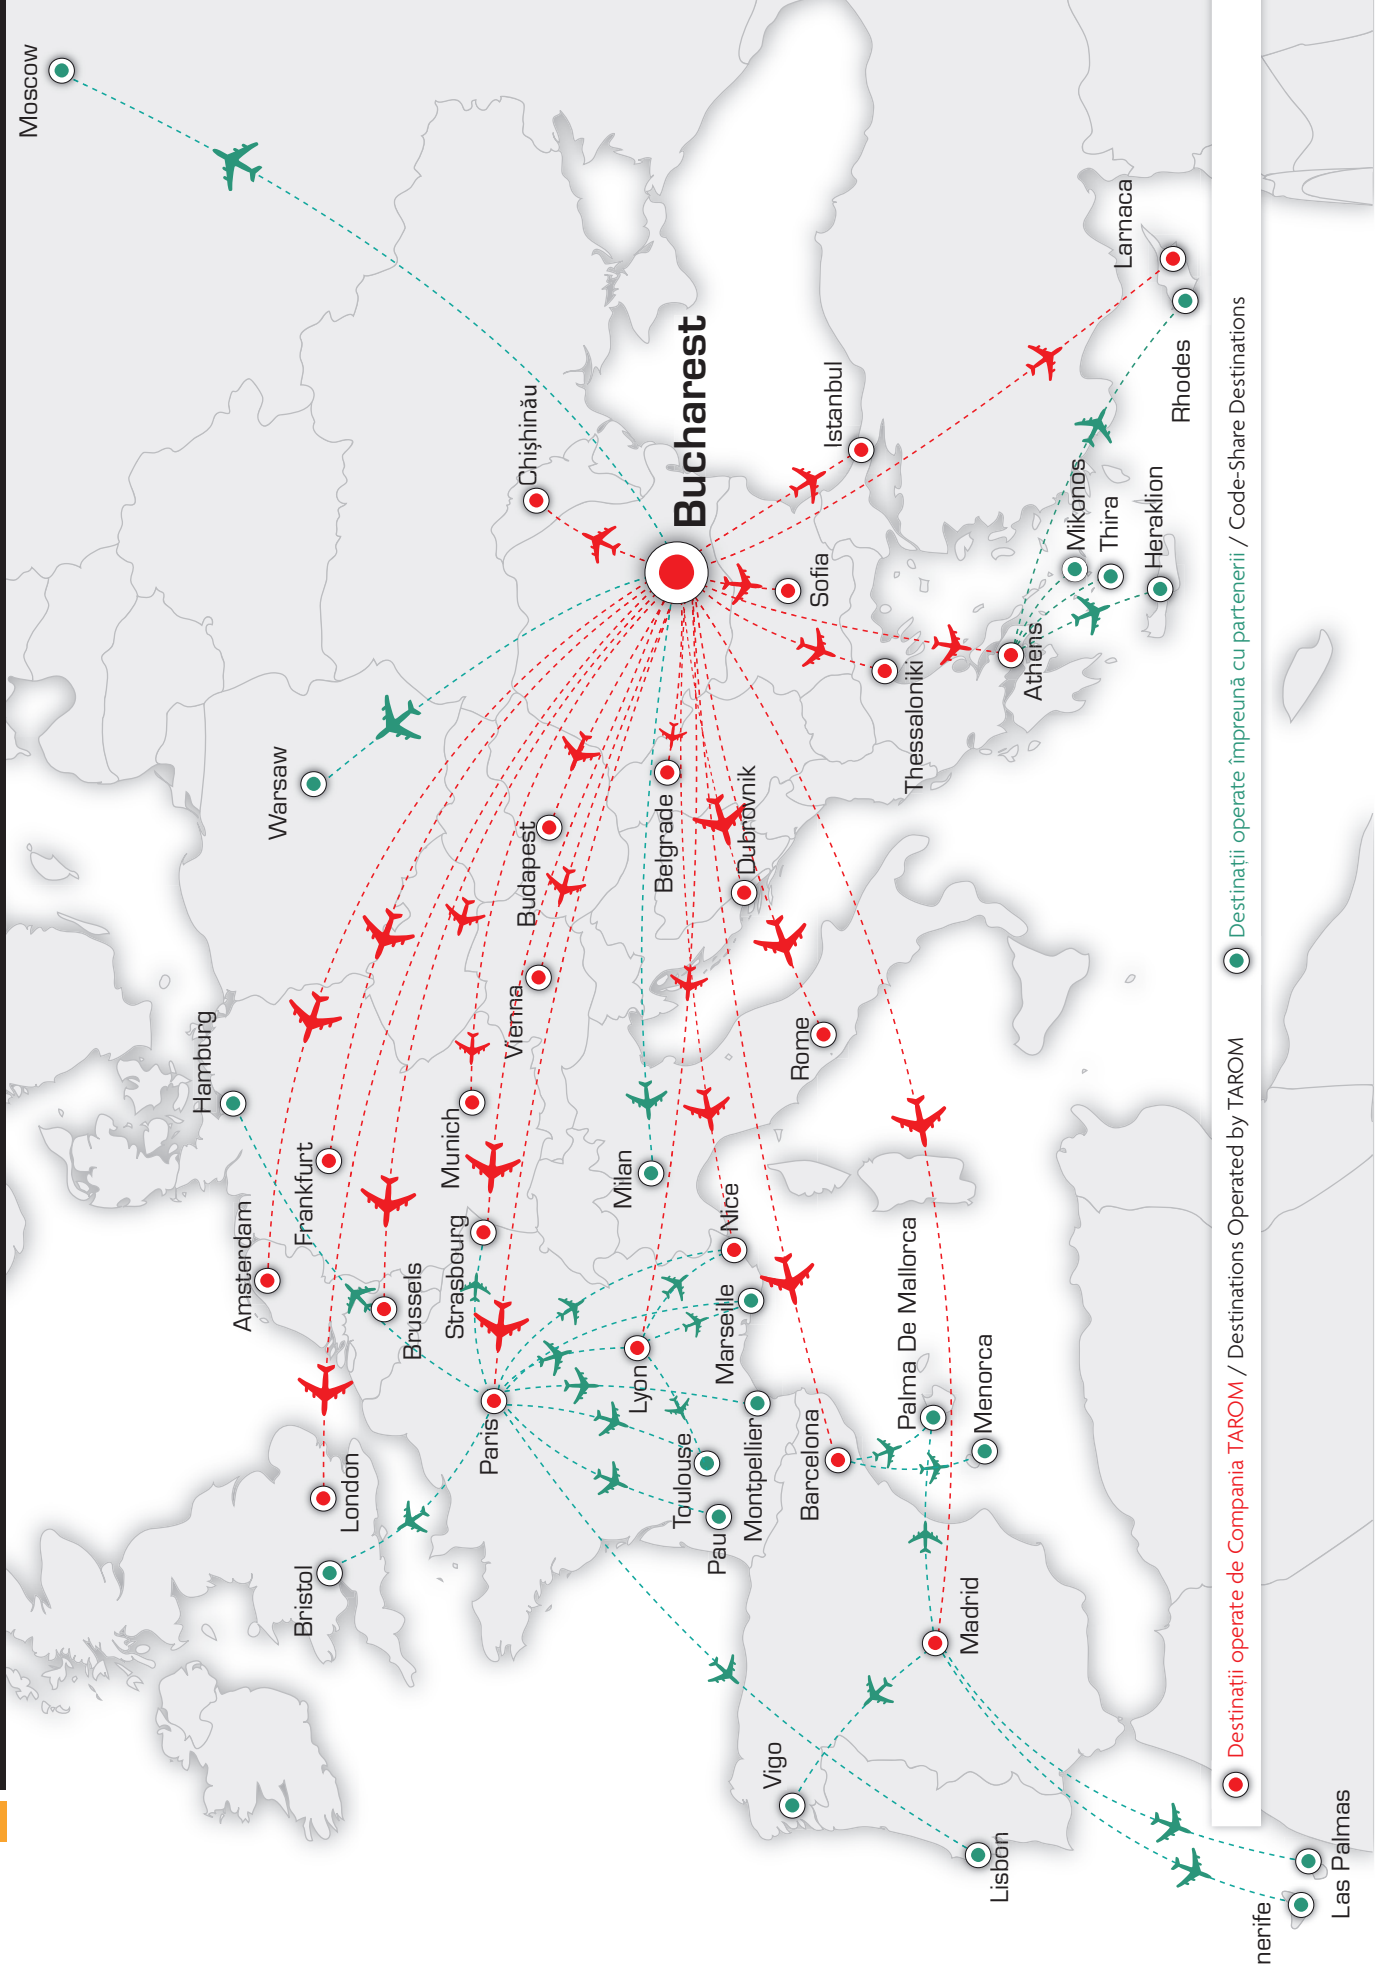 Moscow
Warsaw
Hamburg
Amsterdam
Frankfurt
Brussels
London
Bristol
Chișinău
Budapest
Vienna
Munich
Strasbourg
Paris
Bucharest
Belgrade
Dubrovnik
Milan
Nice
Marseille
Lyon
Toulouse
Pau
Montpellier
Barcelona
Rome
Istanbul
Sofia
Thessaloniki
Athens
Mikonos
Thira
Heraklion
Rhodes
Larnaca
Palma De Mallorca
Menorca
Madrid
Vigo
Lisbon
nerife
Las Palmas
Destinații operate de Compania TAROM / Destinations Operated by TAROM
Destinații operate împreună cu partenerii / Code-Share Destinations